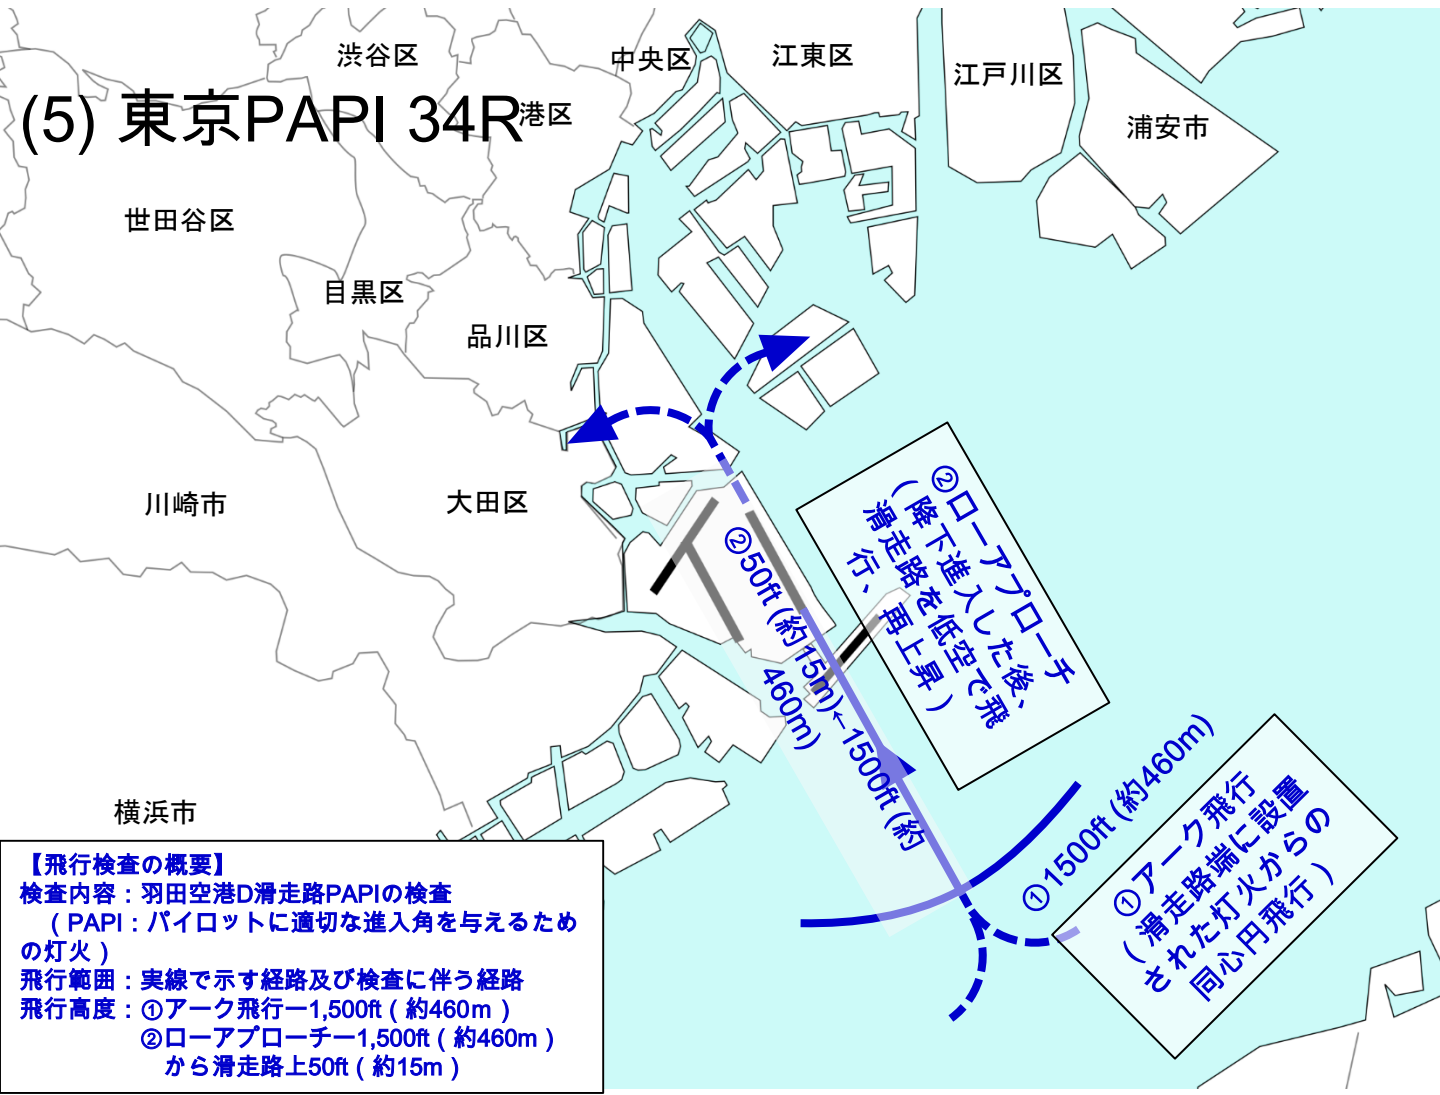 (5) 東京PAPI 34R
渋谷区
中央区
江東区
江戸川区
港区
浦安市
世田谷区
目黒区
品川区
川崎市
大田区
横浜市
②ローアプローチ
(降下進入した後、
滑走路を低空で飛
行、再上昇)
②50ft (約15m)←1500ft (約
460m)
①1500ft (約460m)
①アーク飛行
(滑走路端に設置
された灯火からの
同心円飛行)
【飛行検査の概要】
検査内容:羽田空港D滑走路PAPIの検査
(PAPI:パイロットに適切な進入角を与えるため
の灯火)
飛行範囲:実線で示す経路及び検査に伴う経路
飛行高度:①アーク飛行ー1,500ft(約460m)
②ローアプローチー1,500ft(約460m)
から滑走路上50ft(約15m)